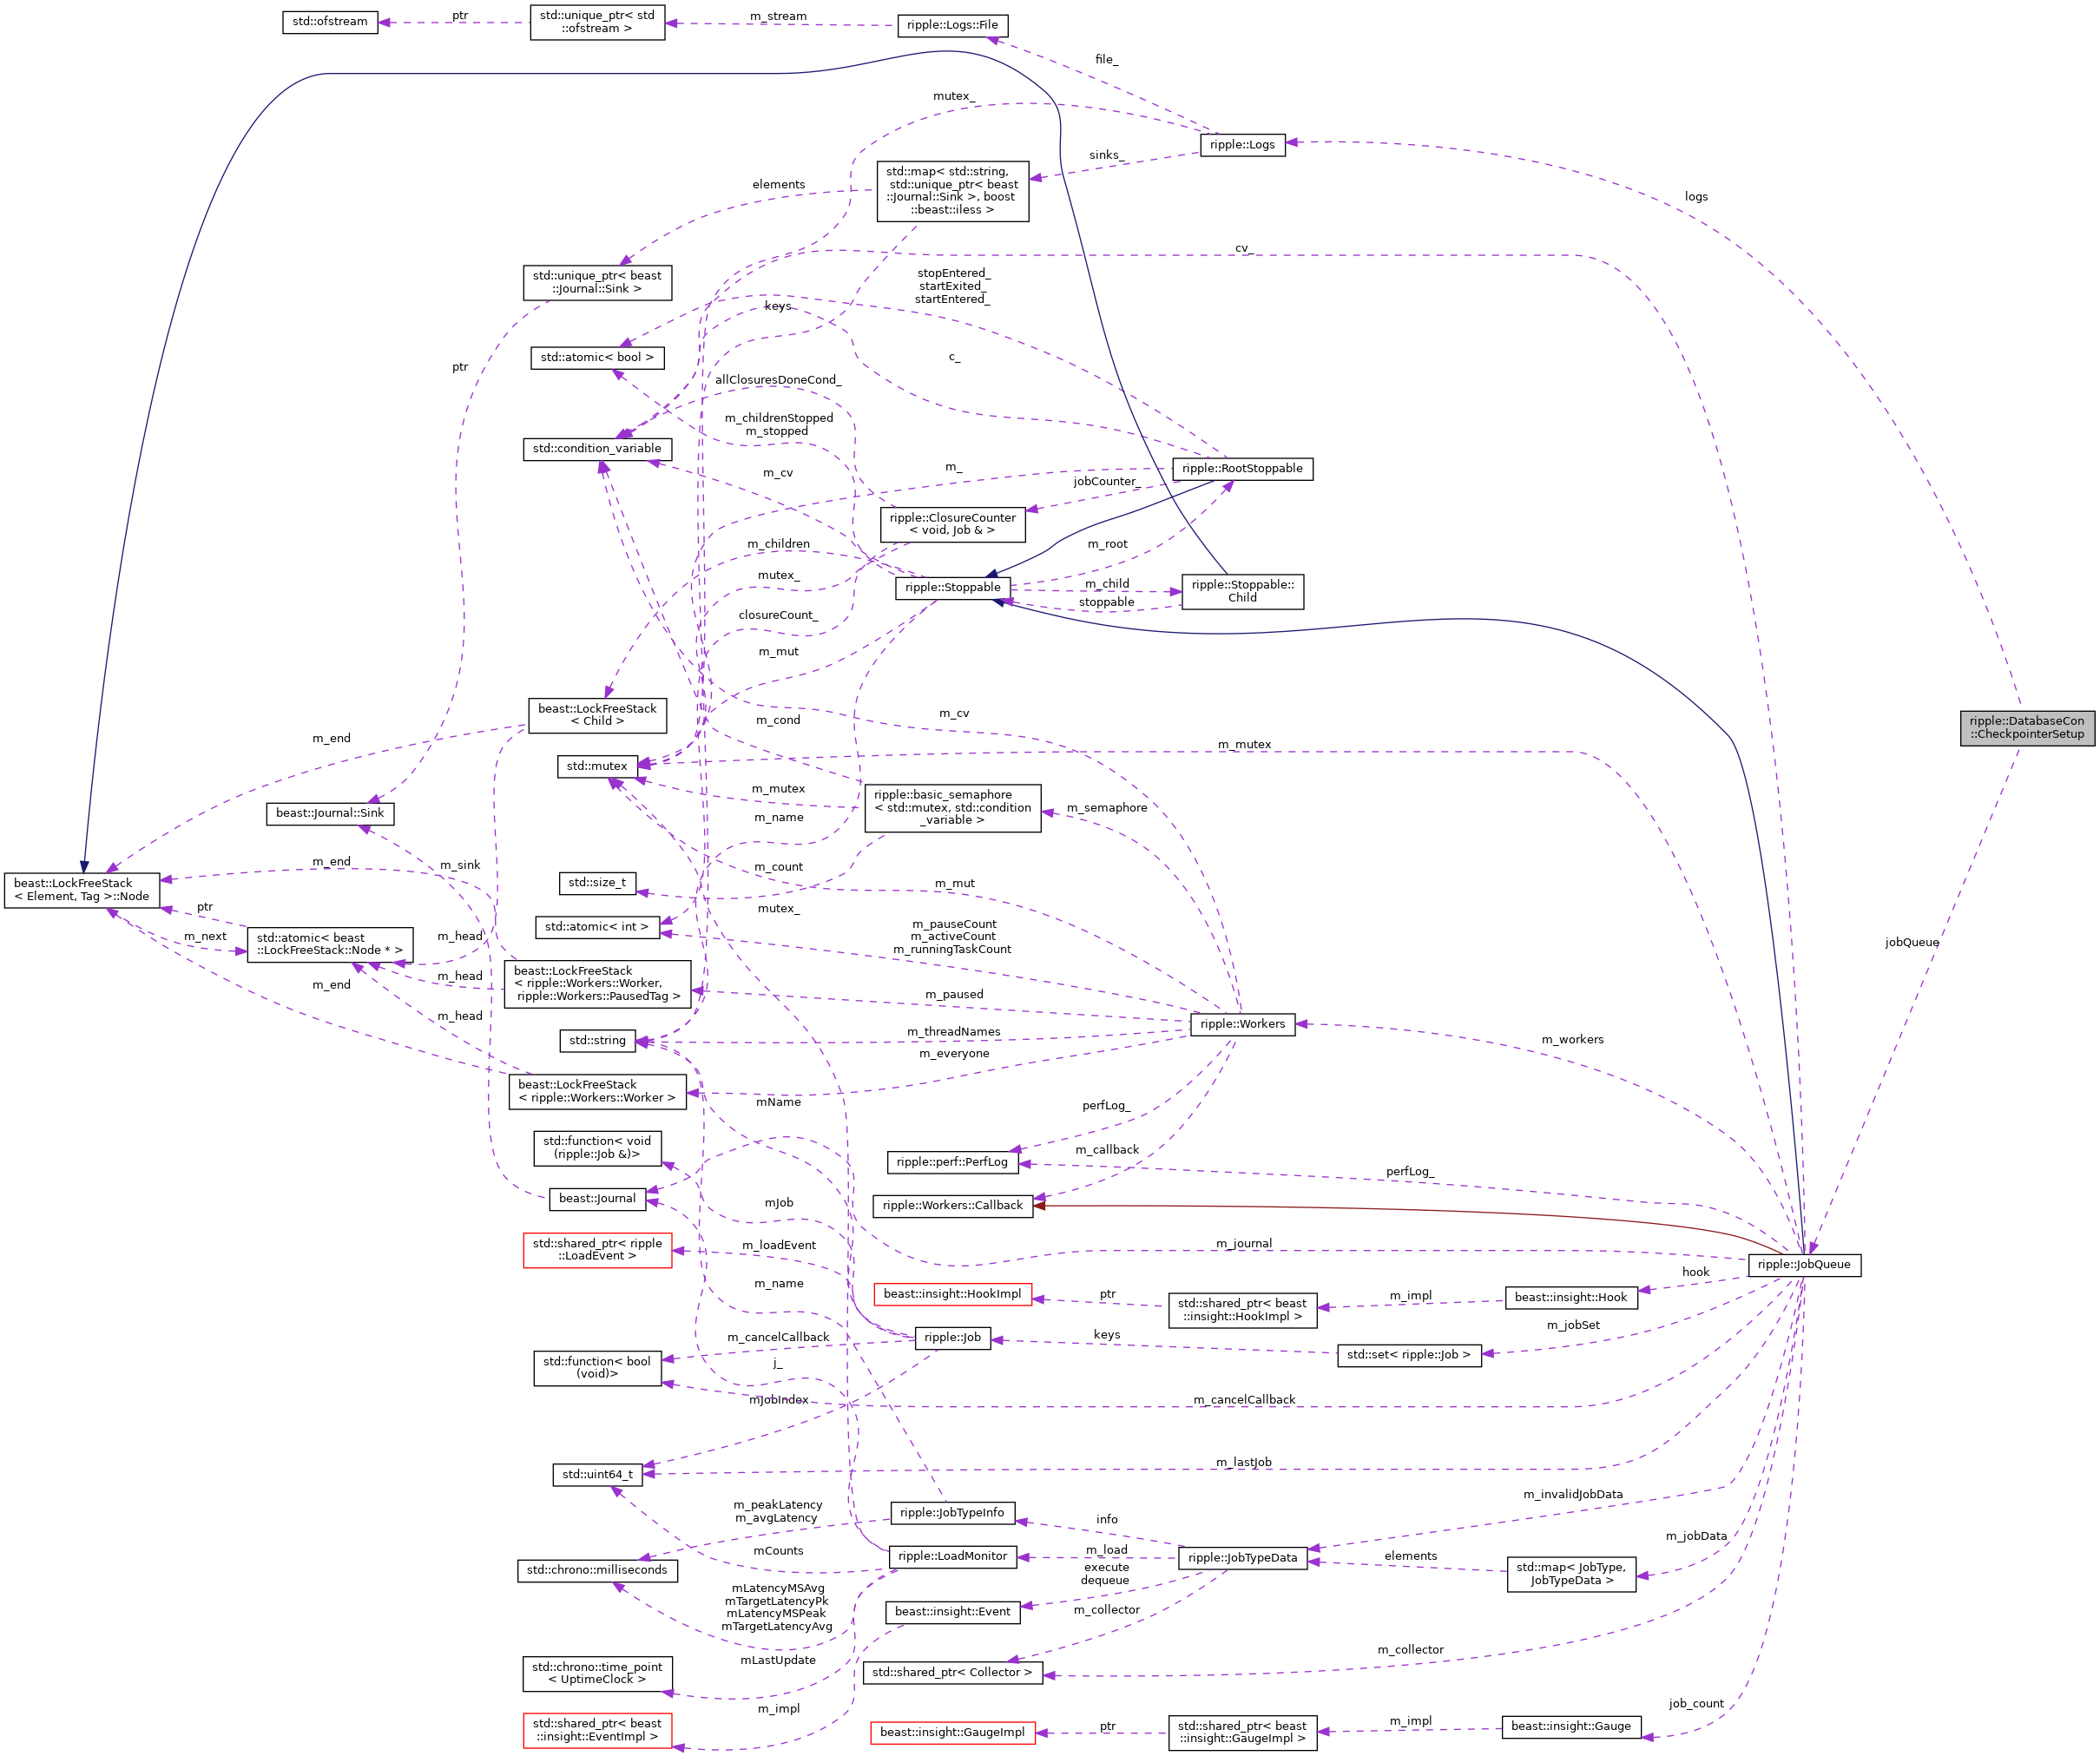 std::ofstream
ptr
std::unique_ptr< std
::ofstream >
m_stream
ripple::Logs::File
file_
mutex_
ripple::Logs
sinks_
std::map< std::string,
 std::unique_ptr< beast
::Journal::Sink >, boost
::beast::iless >
elements
logs
cv_
std::unique_ptr< beast
::Journal::Sink >
stopEntered_
startExited_
startEntered_
keys
std::atomic< bool >
c_
ptr
allClosuresDoneCond_
m_childrenStopped
m_stopped
std::condition_variable
m_cv
m_
ripple::RootStoppable
jobCounter_
ripple::ClosureCounter
< void, Job & >
m_children
m_root
mutex_
ripple::Stoppable
m_child
stoppable
ripple::Stoppable::
Child
closureCount_
m_mut
beast::LockFreeStack
< Child >
m_cond
m_cv
ripple::DatabaseCon
::CheckpointerSetup
m_end
std::mutex
m_mutex
beast::Journal::Sink
m_mutex
m_name
ripple::basic_semaphore
< std::mutex, std::condition
_variable >
m_semaphore
m_end
m_sink
m_count
std::size_t
m_mut
beast::LockFreeStack
< Element, Tag >::Node
ptr
mutex_
std::atomic< int >
m_pauseCount
m_activeCount
m_runningTaskCount
m_next
std::atomic< beast
::LockFreeStack::Node * >
m_head
jobQueue
m_end
m_head
beast::LockFreeStack
< ripple::Workers::Worker,
 ripple::Workers::PausedTag >
m_paused
m_head
ripple::Workers
m_threadNames
std::string
m_everyone
m_workers
beast::LockFreeStack
< ripple::Workers::Worker >
mName
perfLog_
std::function< void
(ripple::Job &)>
m_callback
ripple::perf::PerfLog
perfLog_
beast::Journal
mJob
ripple::Workers::Callback
std::shared_ptr< ripple
::LoadEvent >
m_loadEvent
m_journal
ripple::JobQueue
hook
m_name
beast::insight::HookImpl
ptr
std::shared_ptr< beast
::insight::HookImpl >
m_impl
beast::insight::Hook
m_jobSet
m_cancelCallback
ripple::Job
keys
std::set< ripple::Job >
std::function< bool
(void)>
j_
mJobIndex
m_cancelCallback
std::uint64_t
m_lastJob
m_peakLatency
m_avgLatency
ripple::JobTypeInfo
info
m_invalidJobData
m_jobData
mCounts
ripple::LoadMonitor
m_load
ripple::JobTypeData
elements
std::map< JobType,
 JobTypeData >
std::chrono::milliseconds
execute
dequeue
mLatencyMSAvg
mTargetLatencyPk
mLatencyMSPeak
mTargetLatencyAvg
beast::insight::Event
m_collector
mLastUpdate
std::chrono::time_point
< UptimeClock >
std::shared_ptr< Collector >
m_collector
m_impl
std::shared_ptr< beast
::insight::EventImpl >
beast::insight::GaugeImpl
ptr
std::shared_ptr< beast
::insight::GaugeImpl >
m_impl
beast::insight::Gauge
job_count